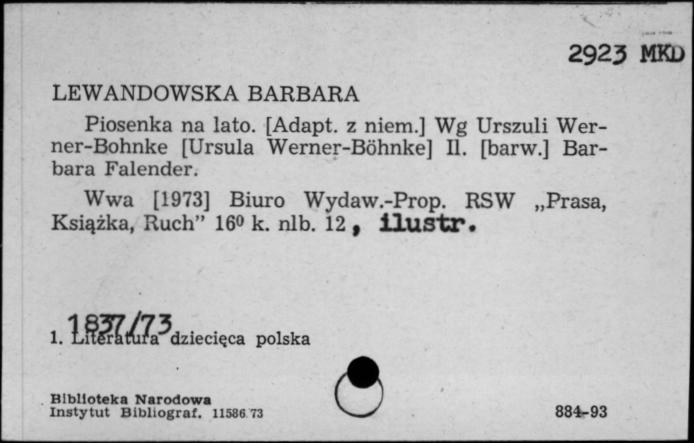 2923 MKD
LEWANDOWSKA BARBARA
Piosenka na lato. [Adapt. z niem.] Wg Urszuli Wer-
ner-Bohnke [Ursula Werner-Böhnke] Il. [barw.] Bar-
bara Falender.
Wwa [1973] Biuro Wydaw.-Prop. RSW „Prasa,
Książka, Ruch” 16⁰ k. nlb. 12, ilustr.
1837/73
1. Literatura dziecięca polska
Biblioteka Narodowa
Instytut Bibliograf. 11586 73
884-93